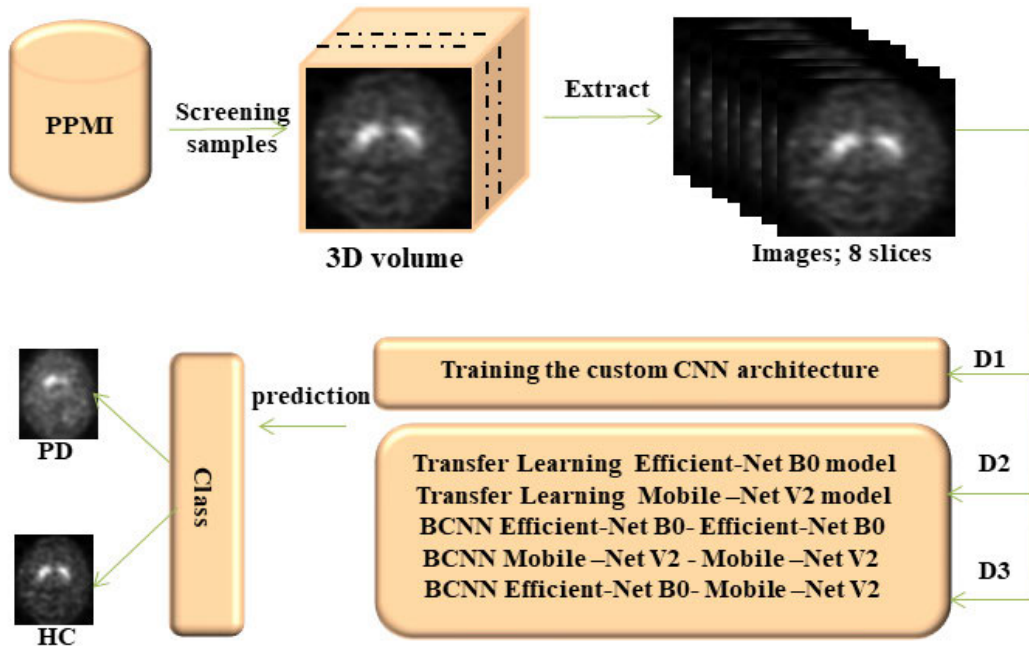 PPMI
Screening
samples
3D volume
Extract
Images; 8 slices
Training the custom CNN architecture
D1
prediction
Transfer Learning Efficient-Net B0 model
Transfer Learning Mobile –Net V2 model
BCNN Efficient-Net B0- Efficient-Net B0
BCNN Mobile –Net V2 - Mobile –Net V2
BCNN Efficient-Net B0- Mobile –Net V2
D2
D3
Class
PD
HC